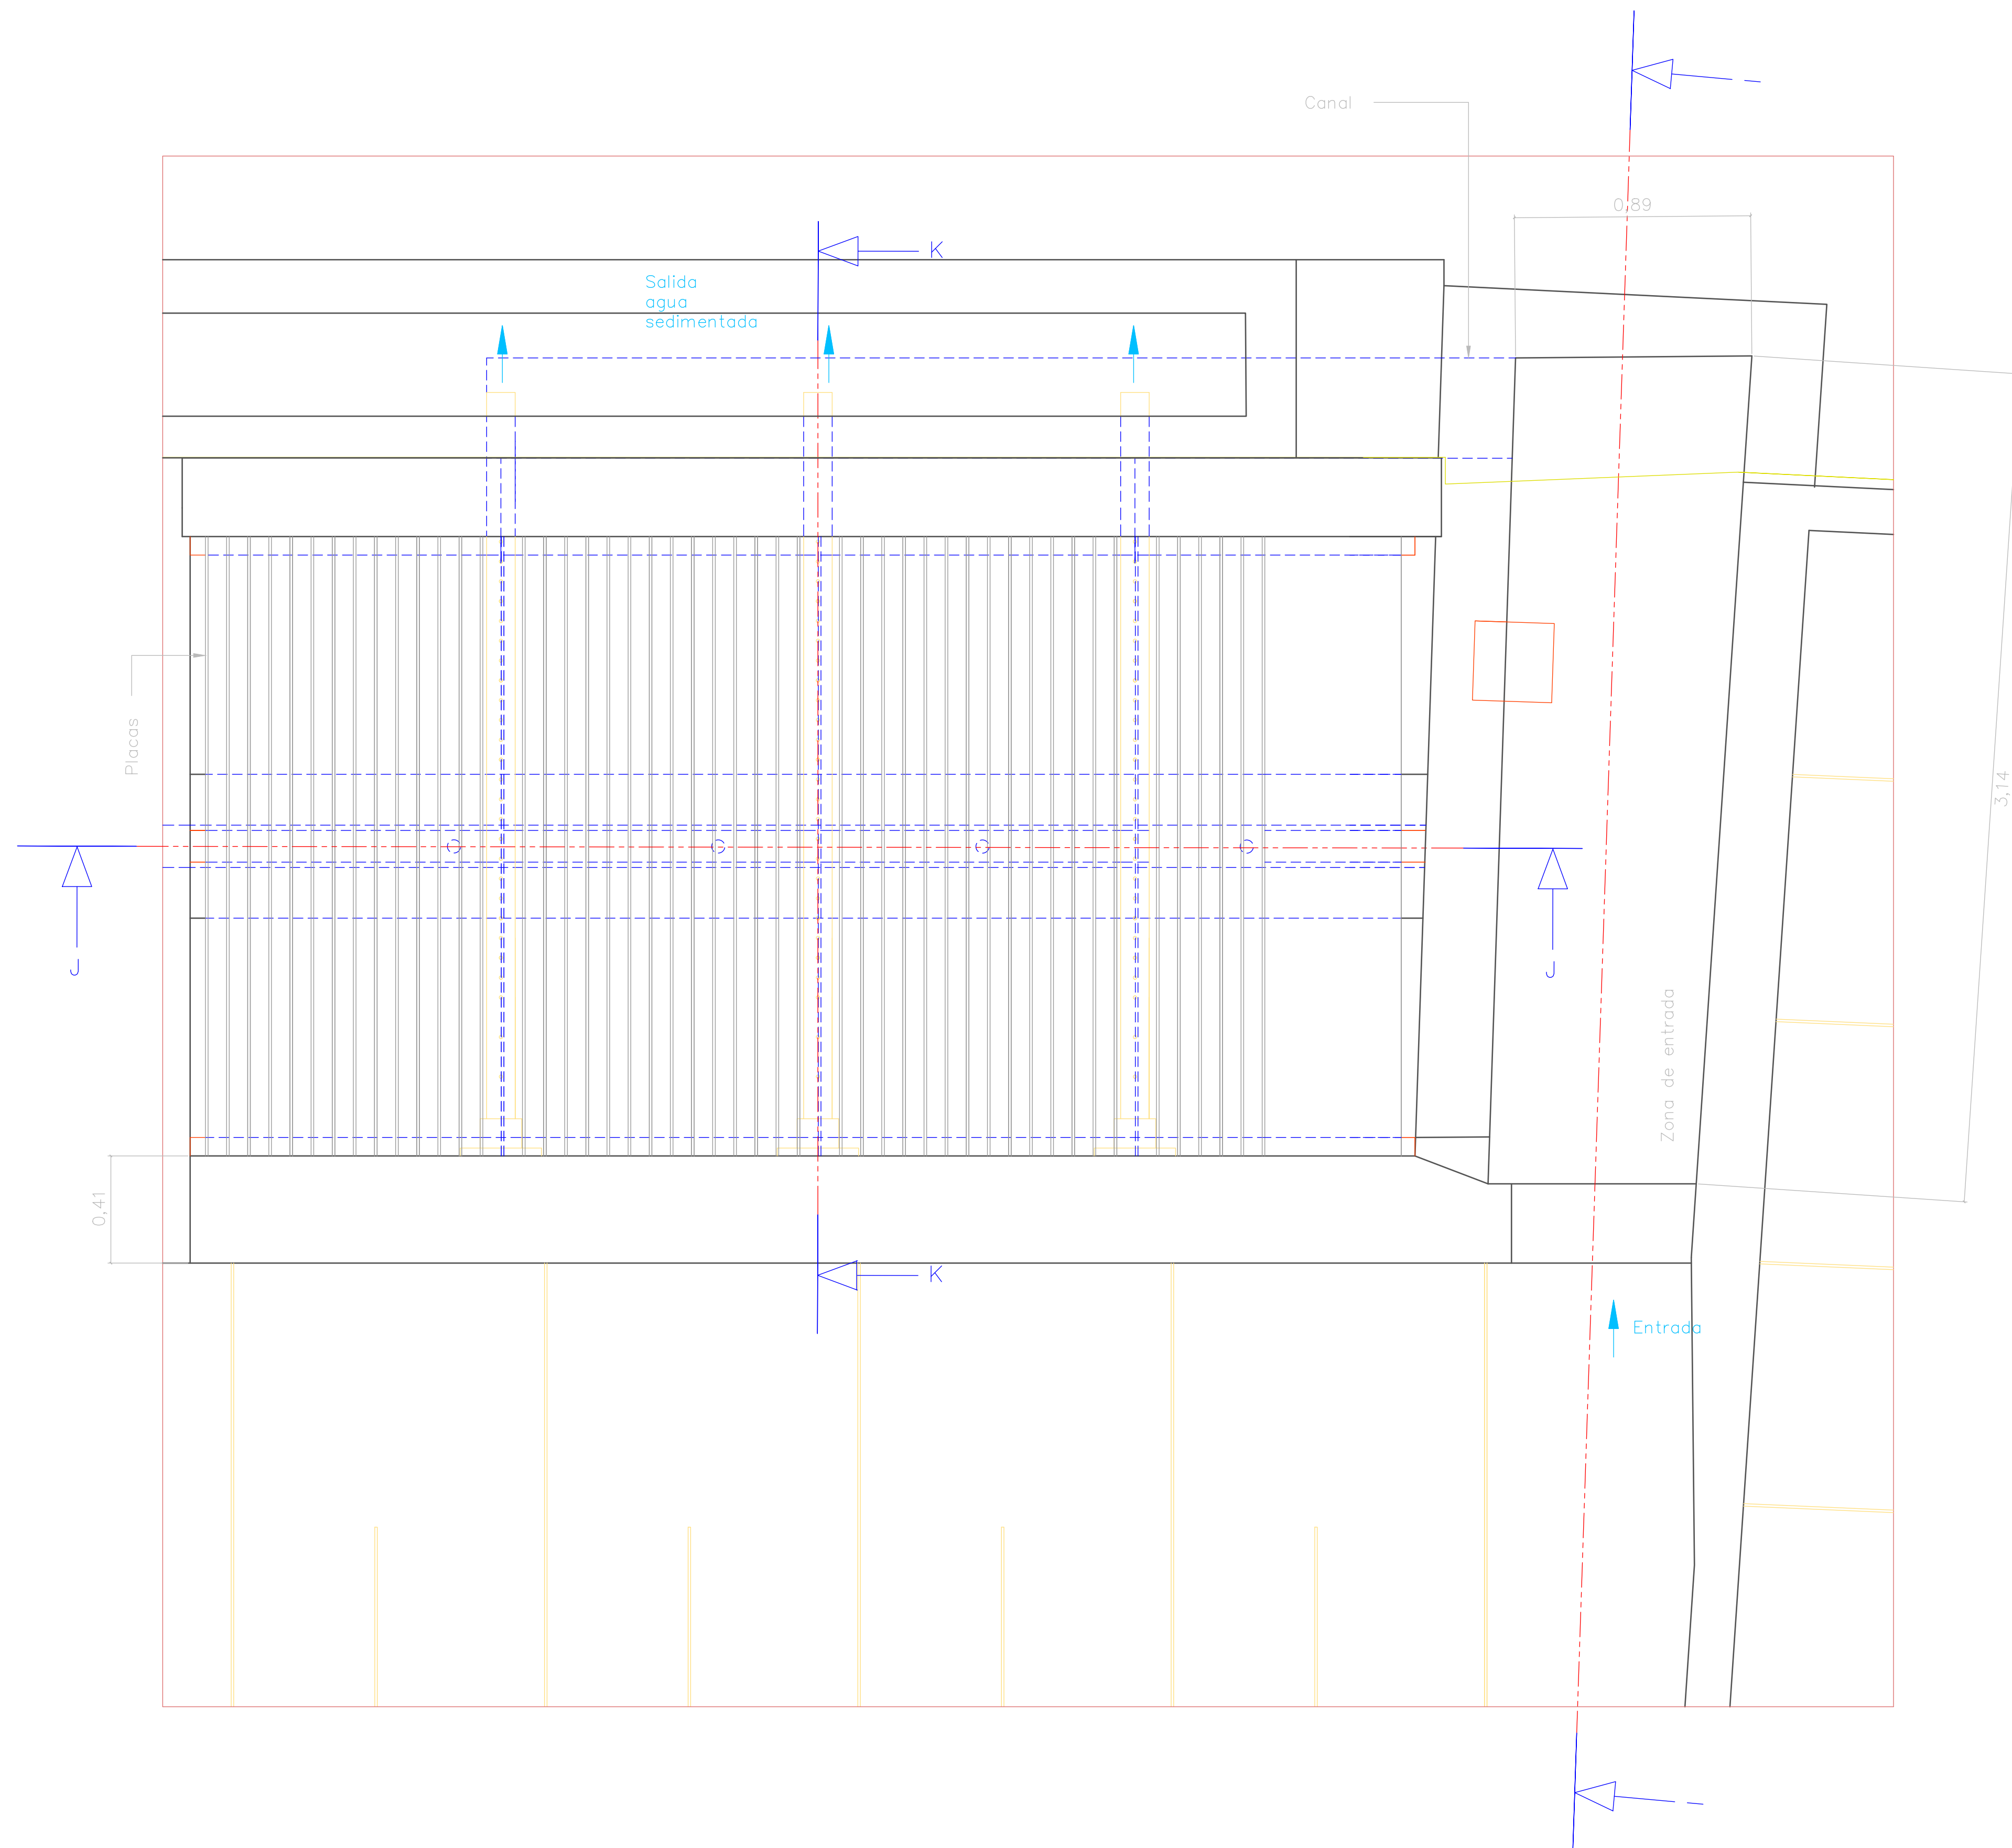 Canal
0,89
K
Salida
agua
sedimentada
Placas
3,14
J
J
Zona de entrada
0,41
K
Entrada
I
I